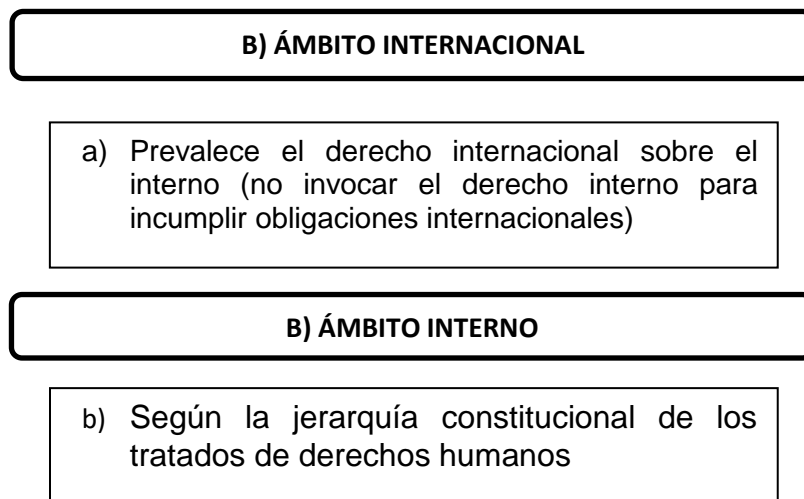 B) ÁMBITO INTERNACIONAL
a) Prevalece el derecho internacional sobre el
interno (no invocar el derecho interno para
incumplir obligaciones internacionales)
B) ÁMBITO INTERNO
b) Según la jerarquía constitucional de los
tratados de derechos humanos